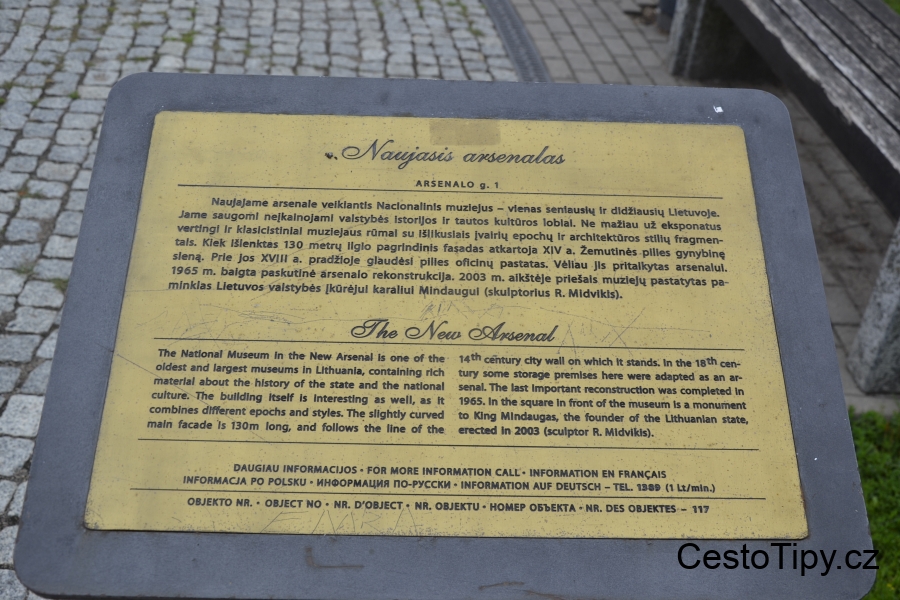 Naujasis arsenalas
ARSENALO g. 1
Naujajame arsenale veikiantis Nacionalinis muziejus – vienas seniausių ir didžiausių Lietuvoje.
Jame saugomi neįkainojami valstybės istorijos ir tautos kultūros lobiai. Ne mažiau už eksponatus
vertingi ir klasicistiniai muziejaus rūmai su išlikusiais įvairių epochų ir architektūros stilių fragmen-
tais. Kiek išlenktas 130 metrų ilgio pagrindinis fasadas atkartoja XIV a. Žemutinės pilies gynybinę
sieną. Prie jos XVIII a. pradžioje glaudėsi pilies oficinų pastatas. Vėliau jis pritaikytas arsenalui.
1965 m. baigta paskutinė arsenalo rekonstrukcija. 2003 m. aikštėje priešais muziejų pastatytas pa-
minklas Lietuvos valstybės įkūrėjui karaliui Mindaugui (skulptorius R. Midvikis).
The New Arsenal
The National Museum in the New Arsenal is one of the
oldest and largest museums in Lithuania, containing rich
material about the history of the state and the national
culture. The building itself is interesting as well, as it
combines different epochs and styles. The slightly curved
main facade is 130m long, and follows the line of the
14th century city wall on which it stands. In the 18th cen-
tury some storage premises here were adapted as an ar-
senal. The last important reconstruction was completed in
1965. In the square in front of the museum is a monument
to King Mindaugas, the founder of the Lithuanian state,
erected in 2003 (sculptor R. Midvikis).
DAUGIAU INFORMACIJOS • FOR MORE INFORMATION CALL • INFORMATION EN FRANÇAIS
INFORMACJA PO POLSKU • ИНФОРМАЦИЯ ПО-РУССКИ • INFORMATION AUF DEUTSCH – TEL. 1389 (1 Lt/min.)
OBJEKTO NR. • OBJECT NO • NR. D'OBJECT • NR. OBJEKTU • НОМЕР ОБЪЕКТА • NR. DES OBJEKTES – 117
CestoTipy.cz